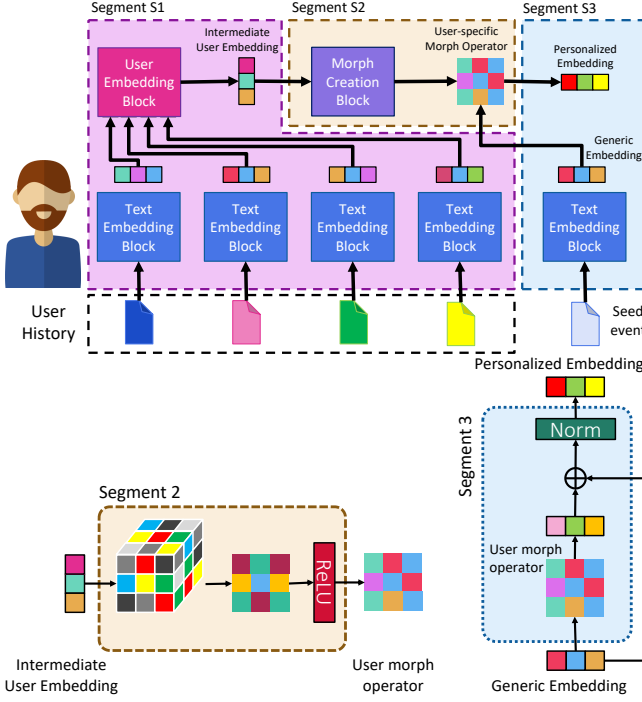 Segment S1
Segment S2
Segment S3
Intermediate
User Embedding
User-specific
Morph Operator
Personalized
Embedding
User
Embedding
Block
Morph
Creation
Block
Generic
Embedding
Text
Embedding
Block
Text
Embedding
Block
Text
Embedding
Block
Text
Embedding
Block
Text
Embedding
Block
User
History
Seed
event
Personalized Embedding
Segment 3
Norm
Segment 2
ReLU
User morph
operator
Intermediate
User Embedding
User morph
operator
Generic Embedding